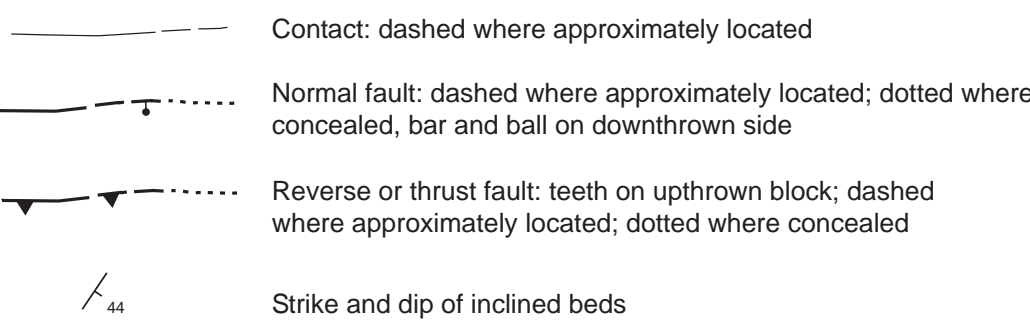 Contact: dashed where approximately located
Normal fault: dashed where approximately located; dotted where
concealed, bar and ball on downthrown side
Reverse or thrust fault: teeth on upthrown block; dashed
where approximately located; dotted where concealed
44
Strike and dip of inclined beds